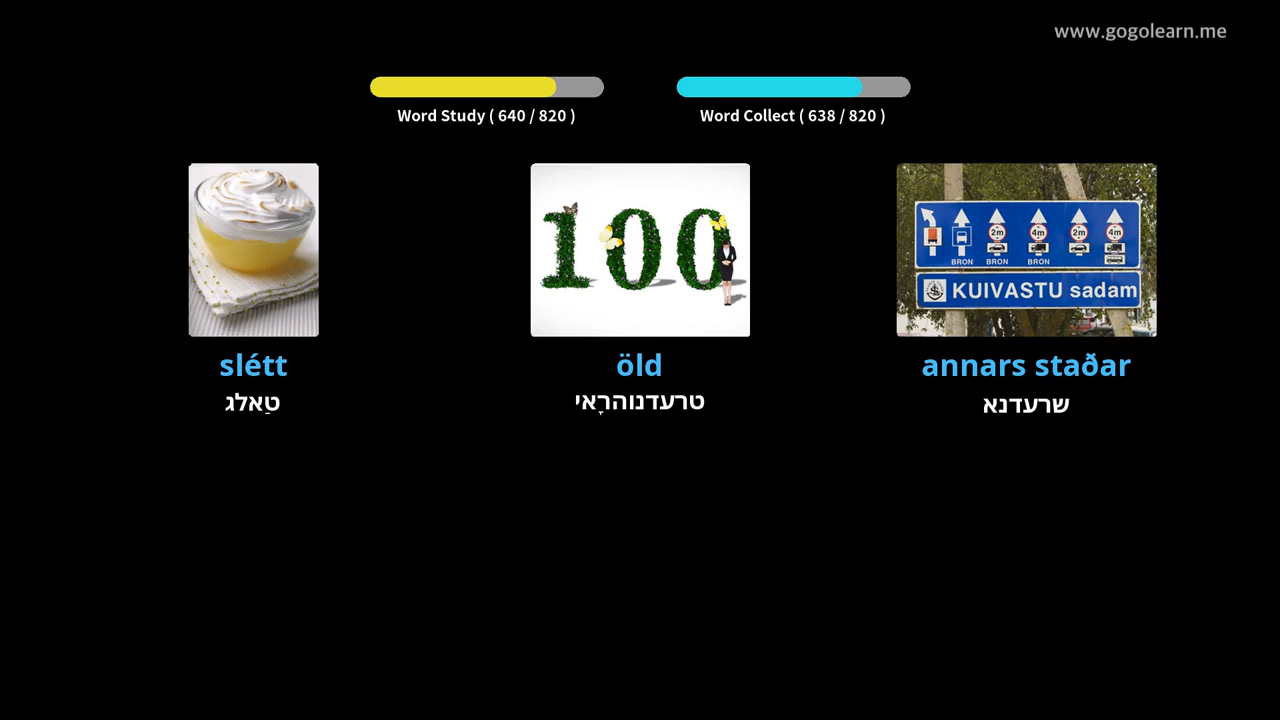 www.gogolearn.me
Word Study ( 640 / 820 )
Word Collect ( 638 / 820 )
BRON BRON BRON
2m 4m 2m 4m
KUIVASTU sadam
100
slétt
טַאלג
öld
טרעדנוהרָאי
annars staðar
שרעדנא